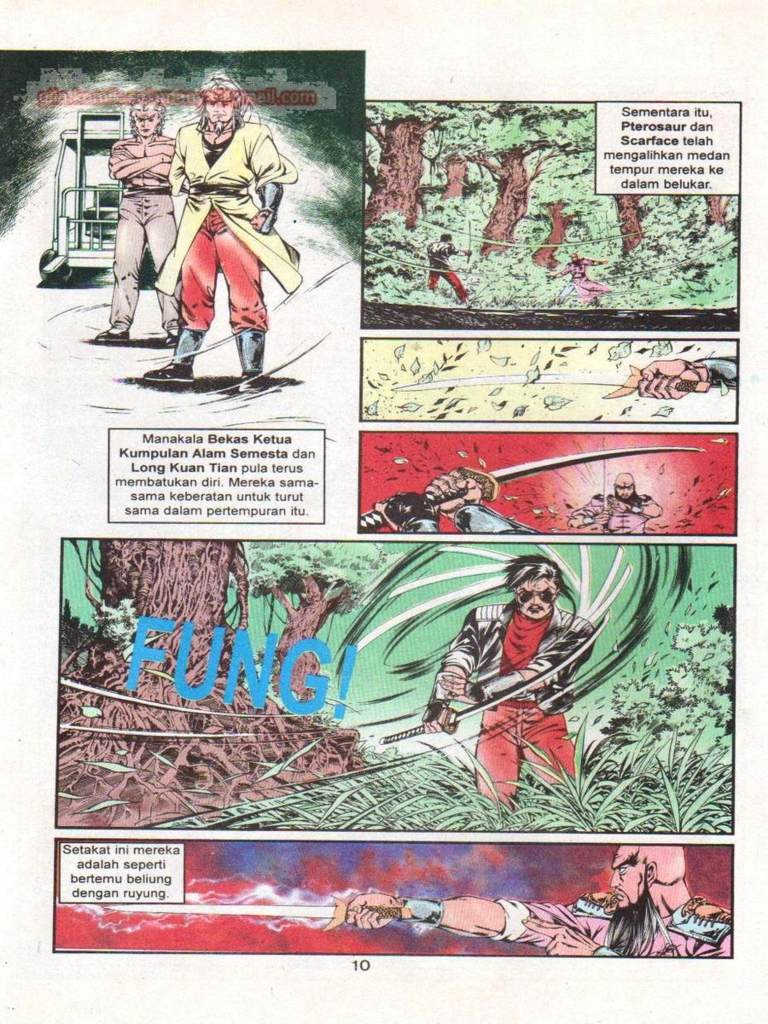 Sementara itu,
Pterosaur dan
Scarface telah
mengalihkan medan
tempur mereka ke
dalam belukar.
Manakala Bekas Ketua
Kumpulan Alam Semesta dan
Long Kuan Tian pula terus
membatukan diri. Mereka sama-
sama keberatan untuk turut
sama dalam pertempuran itu.
FUNG!
Setakat ini mereka
adalah seperti
bertemu beliung
dengan ruyung.
10